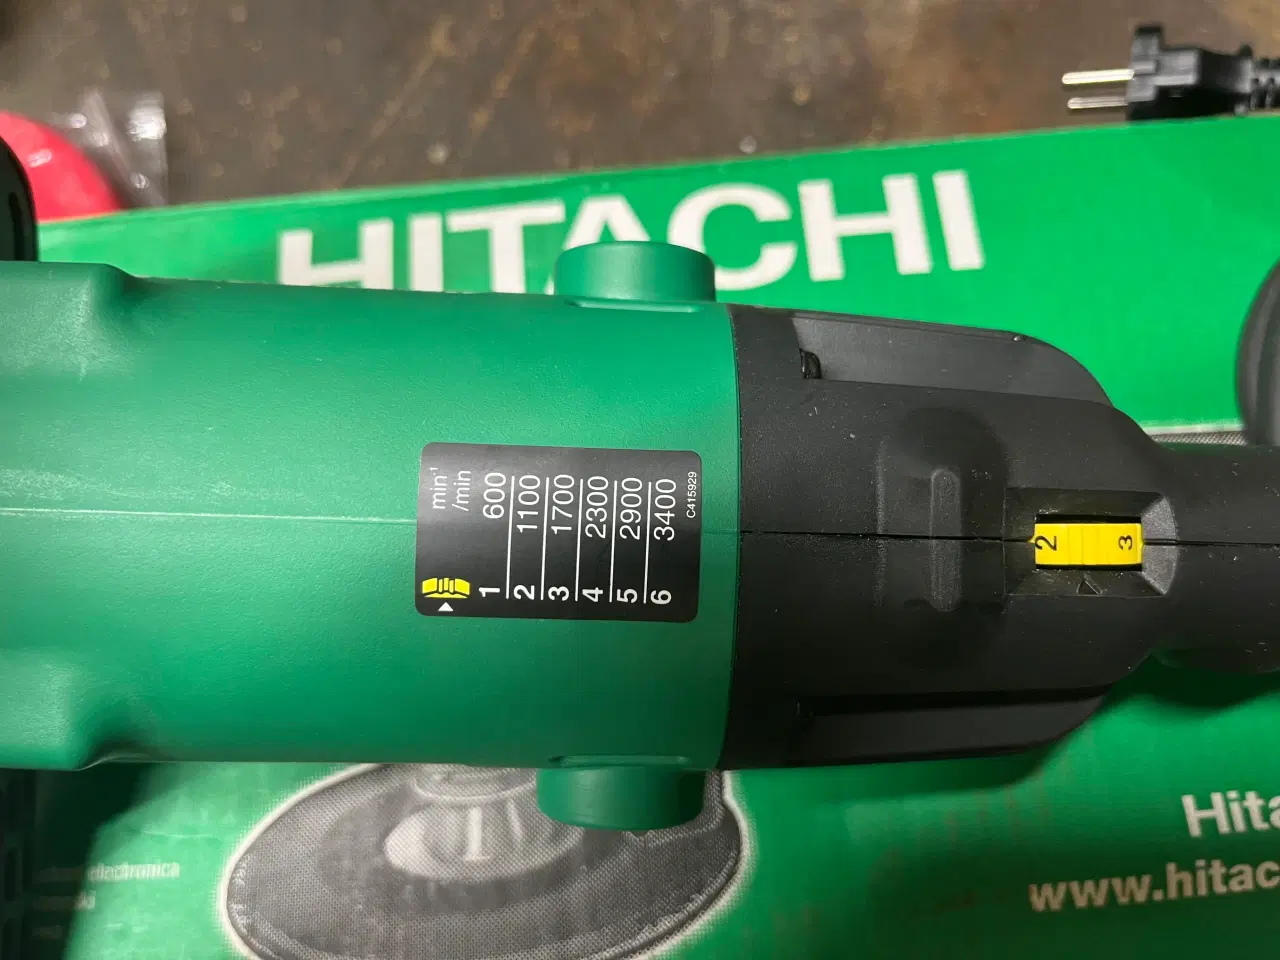 HITACHI
min-¹
/min
1 600
2 1100
3 1700
4 2300
5 2900
6 3400
C415929
2 3
Hita
www.hitac
electronica